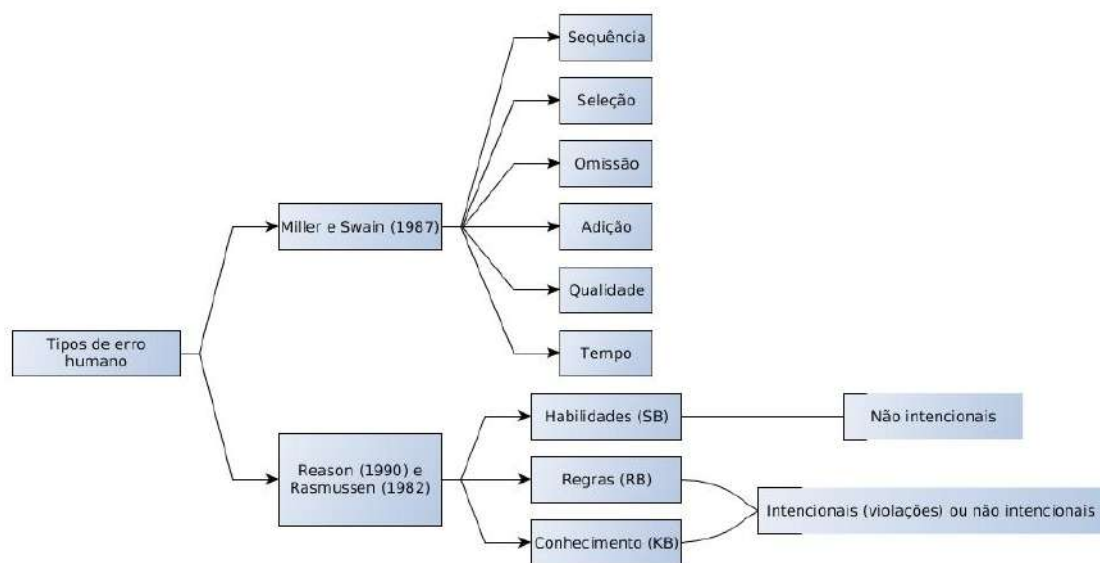 Sequência
Seleção
Omissão
Miller e Swain (1987)
Adição
Qualidade
Tipos de erro
humano
Tempo
Habilidades (SB)
Não intencionais
Reason (1990) e
Rasmussen (1982)
Regras (RB)
Intencionais (violações) ou não intencionais
Conhecimento (KB)